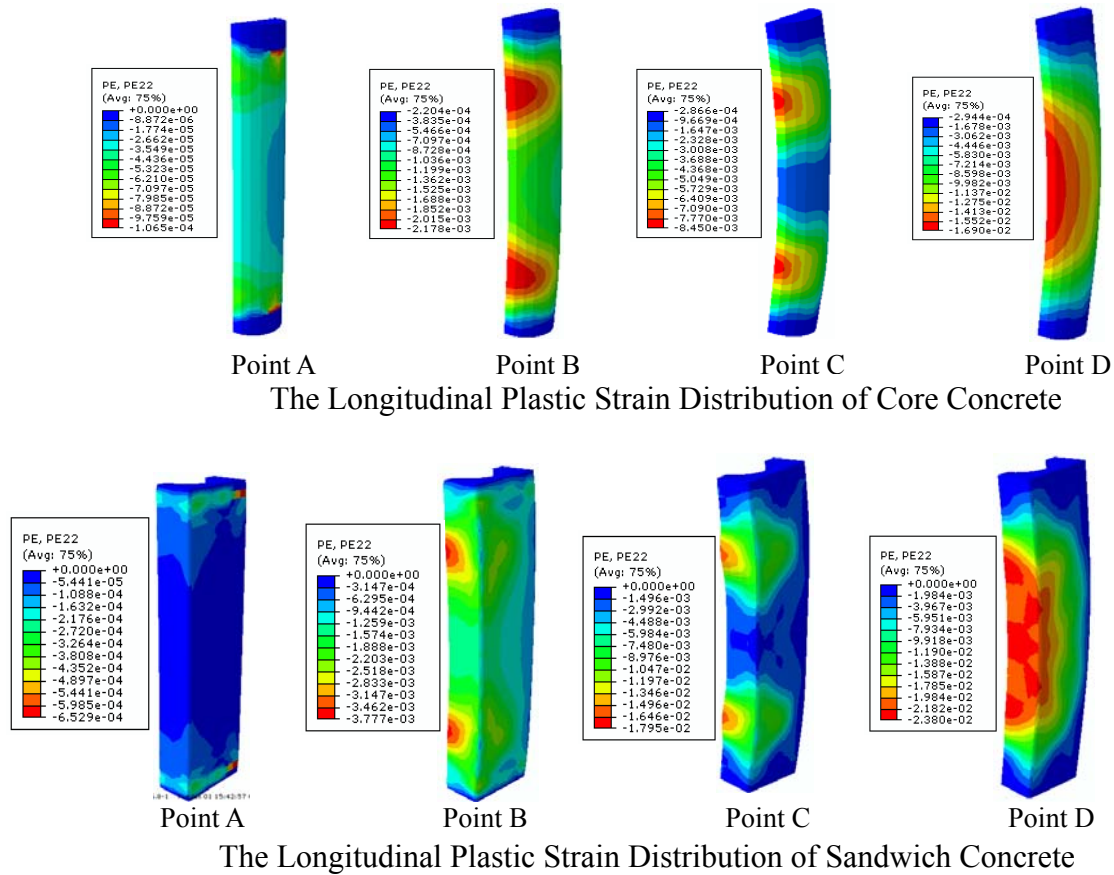 PE, PE22
(Avg: 75%)
+0.000e+00
-8.872e-06
-1.774e-05
-2.662e-05
-3.549e-05
-4.436e-05
-5.323e-05
-6.210e-05
-7.097e-05
-7.985e-05
-8.872e-05
-9.759e-05
-1.065e-04
PE, PE22
(Avg: 75%)
-2.204e-04
-3.835e-04
-5.466e-04
-7.097e-04
-8.728e-04
-1.036e-03
-1.199e-03
-1.362e-03
-1.525e-03
-1.688e-03
-1.852e-03
-2.015e-03
-2.178e-03
PE, PE22
(Avg: 75%)
-2.866e-04
-9.669e-04
-1.647e-03
-2.328e-03
-3.008e-03
-3.688e-03
-4.368e-03
-5.049e-03
-5.729e-03
-6.409e-03
-7.090e-03
-7.770e-03
-8.450e-03
PE, PE22
(Avg: 75%)
-2.944e-04
-1.678e-03
-3.062e-03
-4.446e-03
-5.830e-03
-7.214e-03
-8.598e-03
-9.982e-03
-1.137e-02
-1.275e-02
-1.413e-02
-1.552e-02
-1.690e-02
Point A
Point B
Point C
Point D
The Longitudinal Plastic Strain Distribution of Core Concrete
PE, PE22
(Avg: 75%)
+0.000e+00
-5.441e-05
-1.088e-04
-1.632e-04
-2.176e-04
-2.720e-04
-3.264e-04
-3.808e-04
-4.352e-04
-4.897e-04
-5.441e-04
-5.985e-04
-6.529e-04
PE, PE22
(Avg: 75%)
+0.000e+00
-3.147e-04
-6.295e-04
-9.442e-04
-1.259e-03
-1.574e-03
-1.888e-03
-2.203e-03
-2.518e-03
-2.833e-03
-3.147e-03
-3.462e-03
-3.777e-03
PE, PE22
(Avg: 75%)
+0.000e+00
-1.496e-03
-2.992e-03
-4.488e-03
-5.984e-03
-7.480e-03
-8.976e-03
-1.047e-02
-1.197e-02
-1.346e-02
-1.496e-02
-1.646e-02
-1.795e-02
PE, PE22
(Avg: 75%)
+0.000e+00
-1.984e-03
-3.967e-03
-5.951e-03
-7.934e-03
-9.918e-03
-1.190e-02
-1.388e-02
-1.587e-02
-1.785e-02
-1.984e-02
-2.182e-02
-2.380e-02
01 15:42:57
Point A
Point B
Point C
Point D
The Longitudinal Plastic Strain Distribution of Sandwich Concrete